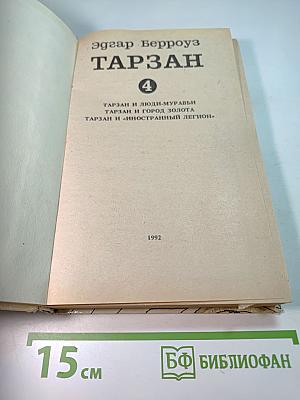 Эдгар Берроуз
ТАРЗАН
4
ТАРЗАН И ЛЮДИ-МУРАВЬИ
ТАРЗАН И ГОРОД ЗОЛОТА
ТАРЗАН И «ИНОСТРАННЫЙ ЛЕГИОН»
1992
15 см
БФ БИБЛИОФАН